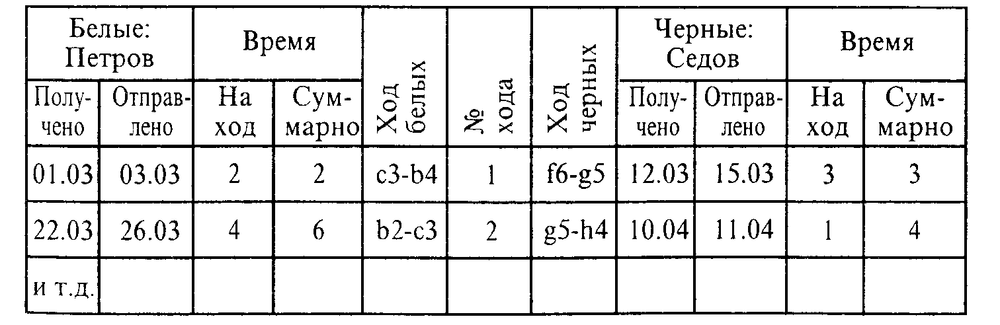 Белые: Петров Время Ход белых № хода Ход черных Черные: Седов Время
Полу-чено Отправ-лено На ход Сум-марно Полу-чено Отправ-лено На ход Сум-марно
01.03 03.03 2 2 c3-b4 1 f6-g5 12.03 15.03 3 3
22.03 26.03 4 6 b2-c3 2 g5-h4 10.04 11.04 1 4
и т.д.